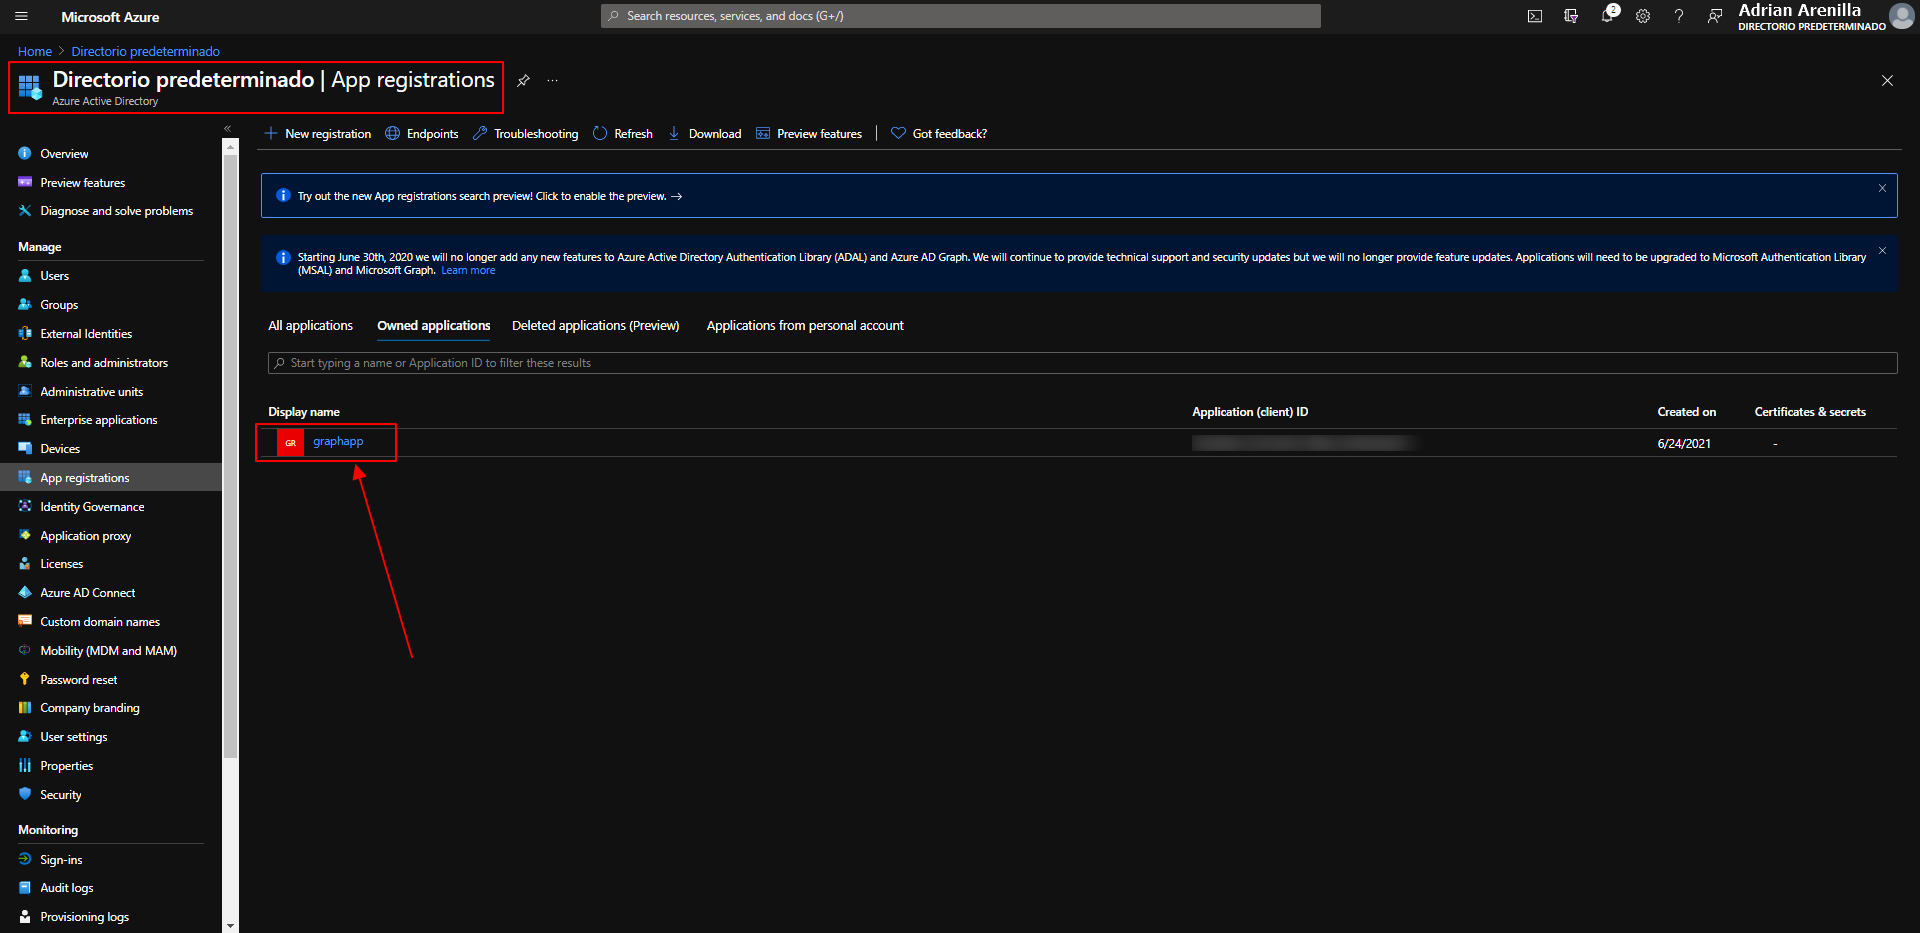 Microsoft Azure
Search resources, services, and docs (G+/)
2
Adrian Arenilla
DIRECTORIO PREDETERMINADO
Home > Directorio predeterminado
Directorio predeterminado | App registrations
Azure Active Directory
New registration
Endpoints
Troubleshooting
Refresh
Download
Preview features
Got feedback?
Overview
Preview features
Diagnose and solve problems
Manage
Users
Groups
External Identities
Roles and administrators
Administrative units
Enterprise applications
Devices
App registrations
Identity Governance
Application proxy
Licenses
Azure AD Connect
Custom domain names
Mobility (MDM and MAM)
Password reset
Company branding
User settings
Properties
Security
Monitoring
Sign-ins
Audit logs
Provisioning logs
Try out the new App registrations search preview! Click to enable the preview. →
Starting June 30th, 2020 we will no longer add any new features to Azure Active Directory Authentication Library (ADAL) and Azure AD Graph. We will continue to provide technical support and security updates but we will no longer provide feature updates. Applications will need to be upgraded to Microsoft Authentication Library
(MSAL) and Microsoft Graph. Learn more
All applications
Owned applications
Deleted applications (Preview)
Applications from personal account
Start typing a name or Application ID to filter these results
Display name
Application (client) ID
Created on
Certificates & secrets
GR
graphapp
6/24/2021
-